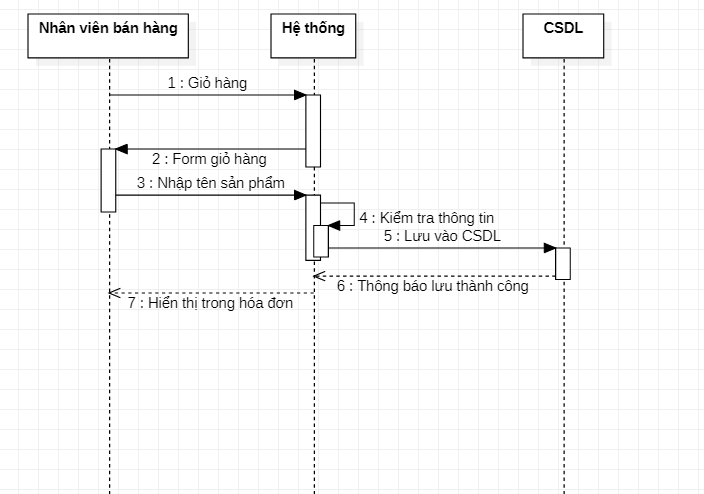 Nhân viên bán hàng
Hệ thống
CSDL
1 : Giỏ hàng
2 : Form giỏ hàng
3 : Nhập tên sản phẩm
4 : Kiểm tra thông tin
5 : Lưu vào CSDL
6 : Thông báo lưu thành công
7 : Hiển thị trong hóa đơn